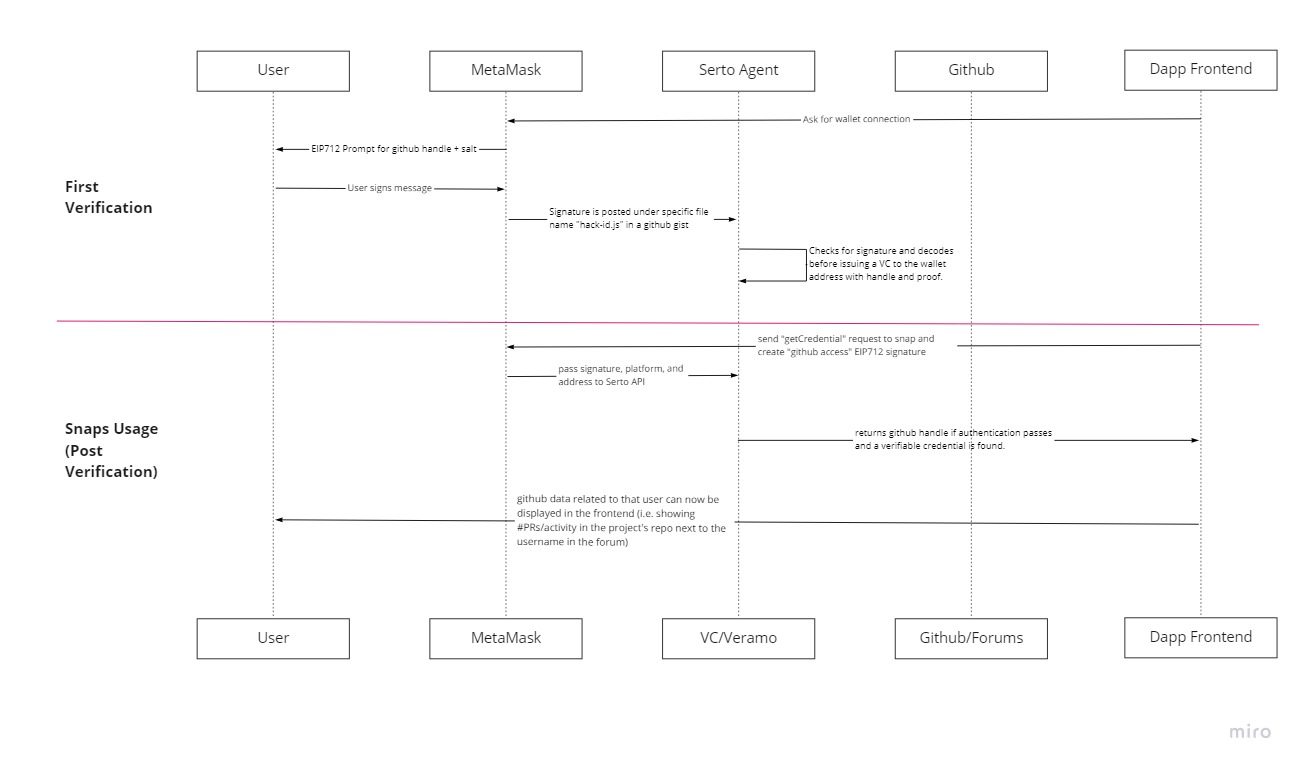 User
MetaMask
Serto Agent
Github
Dapp Frontend
Ask for wallet connection
EIP712 Prompt for github handle + salt
First
Verification
User signs message
Signature is posted under specific file
name "hack-id.js" in a github gist
Checks for signature and decodes
before issuing a VC to the wallet
address with handle and proof.
send "getCredential" request to snap and
create "github access" EIP712 signature
pass signature, platform, and
address to Serto API
Snaps Usage
(Post
Verification)
returns github handle if authentication passes
and a verifiable credential is found.
github data related to that user can now be
displayed in the frontend (i.e. showing
#PRs/activity in the project's repo next to the
username in the forum)
User
MetaMask
VC/Veramo
Github/Forums
Dapp Frontend
miro